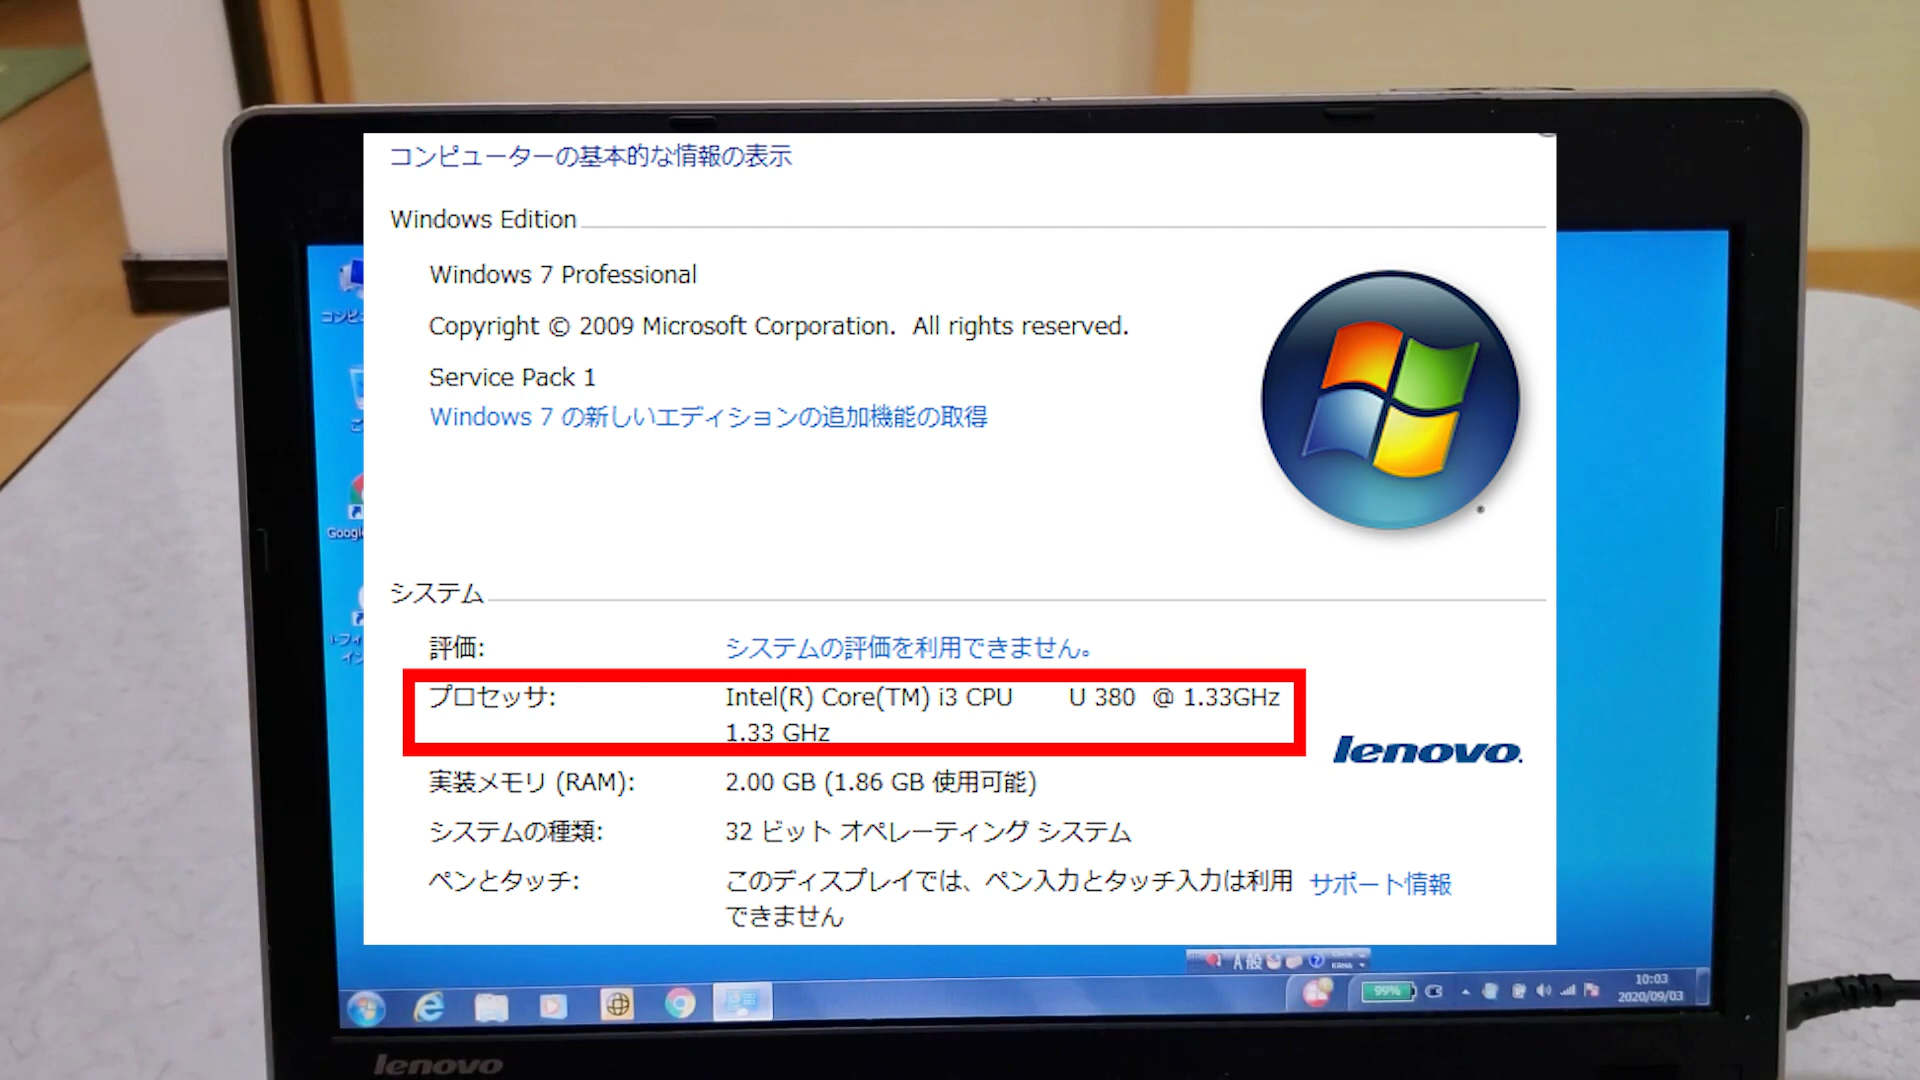 コンピューターの基本的な情報の表示
Windows Edition
Windows 7 Professional
Copyright © 2009 Microsoft Corporation. All rights reserved.
Service Pack 1
Windows 7 の新しいエディションの追加機能の取得
システム
評価: システムの評価を利用できません。
プロセッサ: Intel(R) Core(TM) i3 CPU U 380 @ 1.33GHz
1.33 GHz
lenovo.
実装メモリ (RAM): 2.00 GB (1.86 GB 使用可能)
システムの種類: 32 ビット オペレーティング システム
ペンとタッチ: このディスプレイでは、ペン入力とタッチ入力は利用
できません
サポート情報
コンピ
Googl
A 般
KANA
99%
10:03
2020/09/03
lenovo